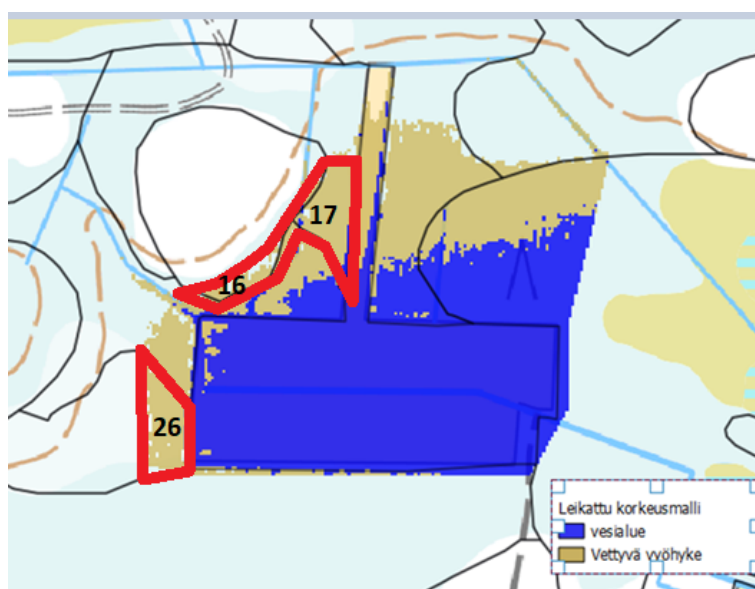 17
16
26
Leikattu korkeusmalli
vesialue
Vettyvä vyöhyke